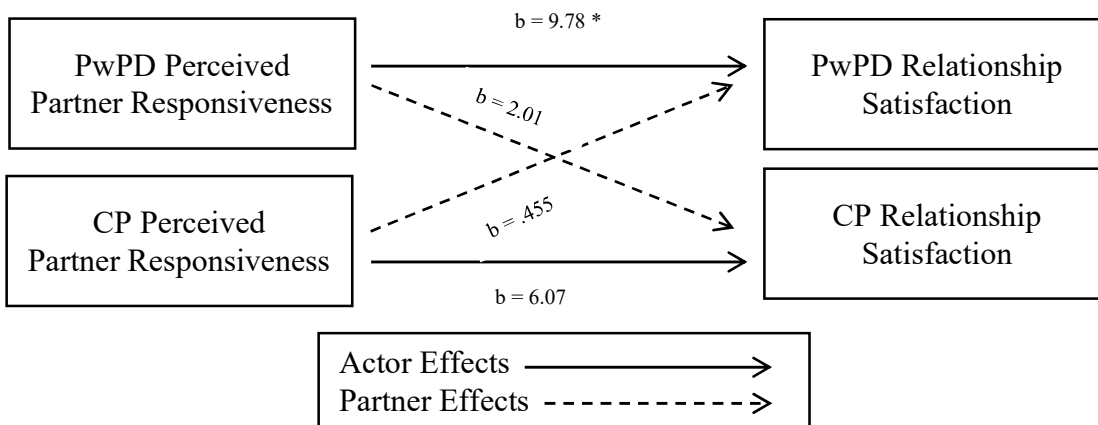 b = 9.78 *
PwPD Perceived
Partner Responsiveness
PwPD Relationship
Satisfaction
b = 2.01
CP Perceived
Partner Responsiveness
b = .455
CP Relationship
Satisfaction
b = 6.07
Actor Effects
Partner Effects